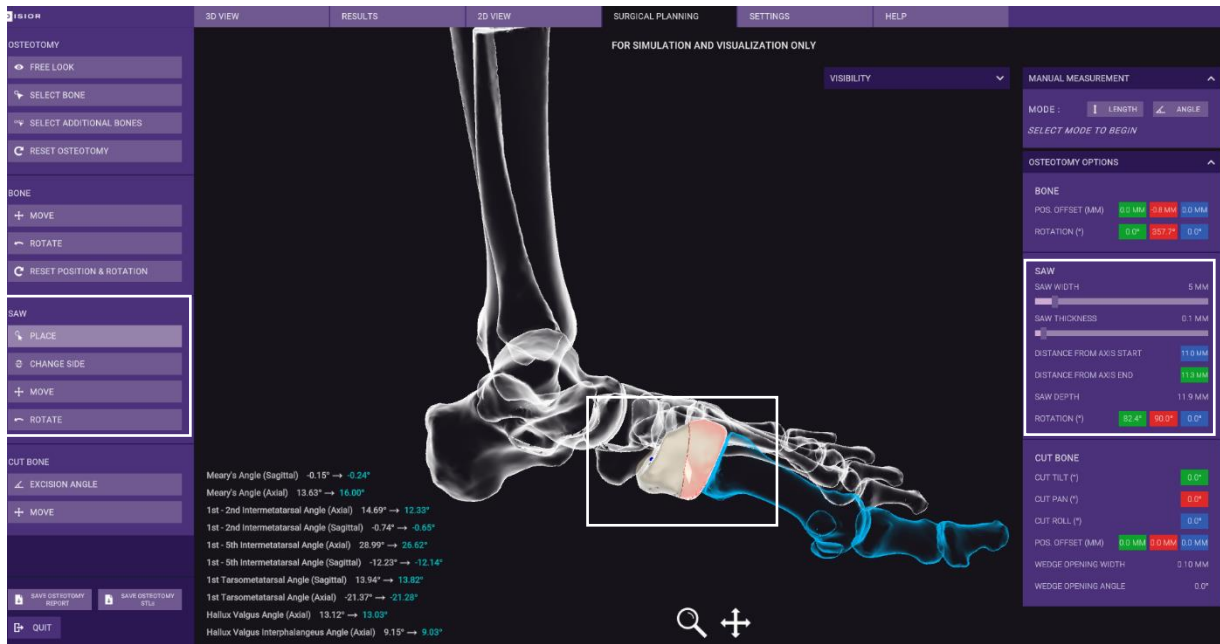 ISIOR
3D VIEW
RESULTS
2D VIEW
SURGICAL PLANNING
SETTINGS
HELP
OSTEOTOMY
FREE LOOK
SELECT BONE
SELECT ADDITIONAL BONES
RESET OSTEOTOMY
BONE
MOVE
ROTATE
RESET POSITION & ROTATION
SAW
PLACE
CHANGE SIDE
MOVE
ROTATE
CUT BONE
EXCISION ANGLE
MOVE
SAVE OSTEOTOMY
REPORT
SAVE OSTEOTOMY
STLs
QUIT
FOR SIMULATION AND VISUALIZATION ONLY
VISIBILITY
Meary's Angle (Sagittal) -0.15° → -0.24°
Meary's Angle (Axial) 13.63° → 16.00°
1st - 2nd Intermetatarsal Angle (Axial) 14.69° → 12.33°
1st - 2nd Intermetatarsal Angle (Sagittal) -0.74° → -0.65°
1st - 5th Intermetatarsal Angle (Axial) 28.99° → 26.62°
1st - 5th Intermetatarsal Angle (Sagittal) -12.23° → -12.14°
1st Tarsometatarsal Angle (Sagittal) 13.94° → 13.82°
1st Tarsometatarsal Angle (Axial) -21.37° → -21.28°
Hallux Valgus Angle (Axial) 13.12° → 13.03°
Hallux Valgus Interphalangeus Angle (Axial) 9.15° → 9.03°
MANUAL MEASUREMENT
MODE : LENGTH ANGLE
SELECT MODE TO BEGIN
OSTEOTOMY OPTIONS
BONE
POS. OFFSET (MM) 0.0 MM -0.8 MM 0.0 MM
ROTATION (°) 0.0° 357.7° 0.0°
SAW
SAW WIDTH 5 MM
SAW THICKNESS 0.1 MM
DISTANCE FROM AXIS START 11.0 MM
DISTANCE FROM AXIS END 11.3 MM
SAW DEPTH 11.9 MM
ROTATION (°) 82.4° 90.0° 0.0°
CUT BONE
CUT TILT (°) 0.0°
CUT PAN (°) 0.0°
CUT ROLL (°) 0.0°
POS. OFFSET (MM) 0.0 MM 0.0 MM 0.0 MM
WEDGE OPENING WIDTH 0.10 MM
WEDGE OPENING ANGLE 0.0°